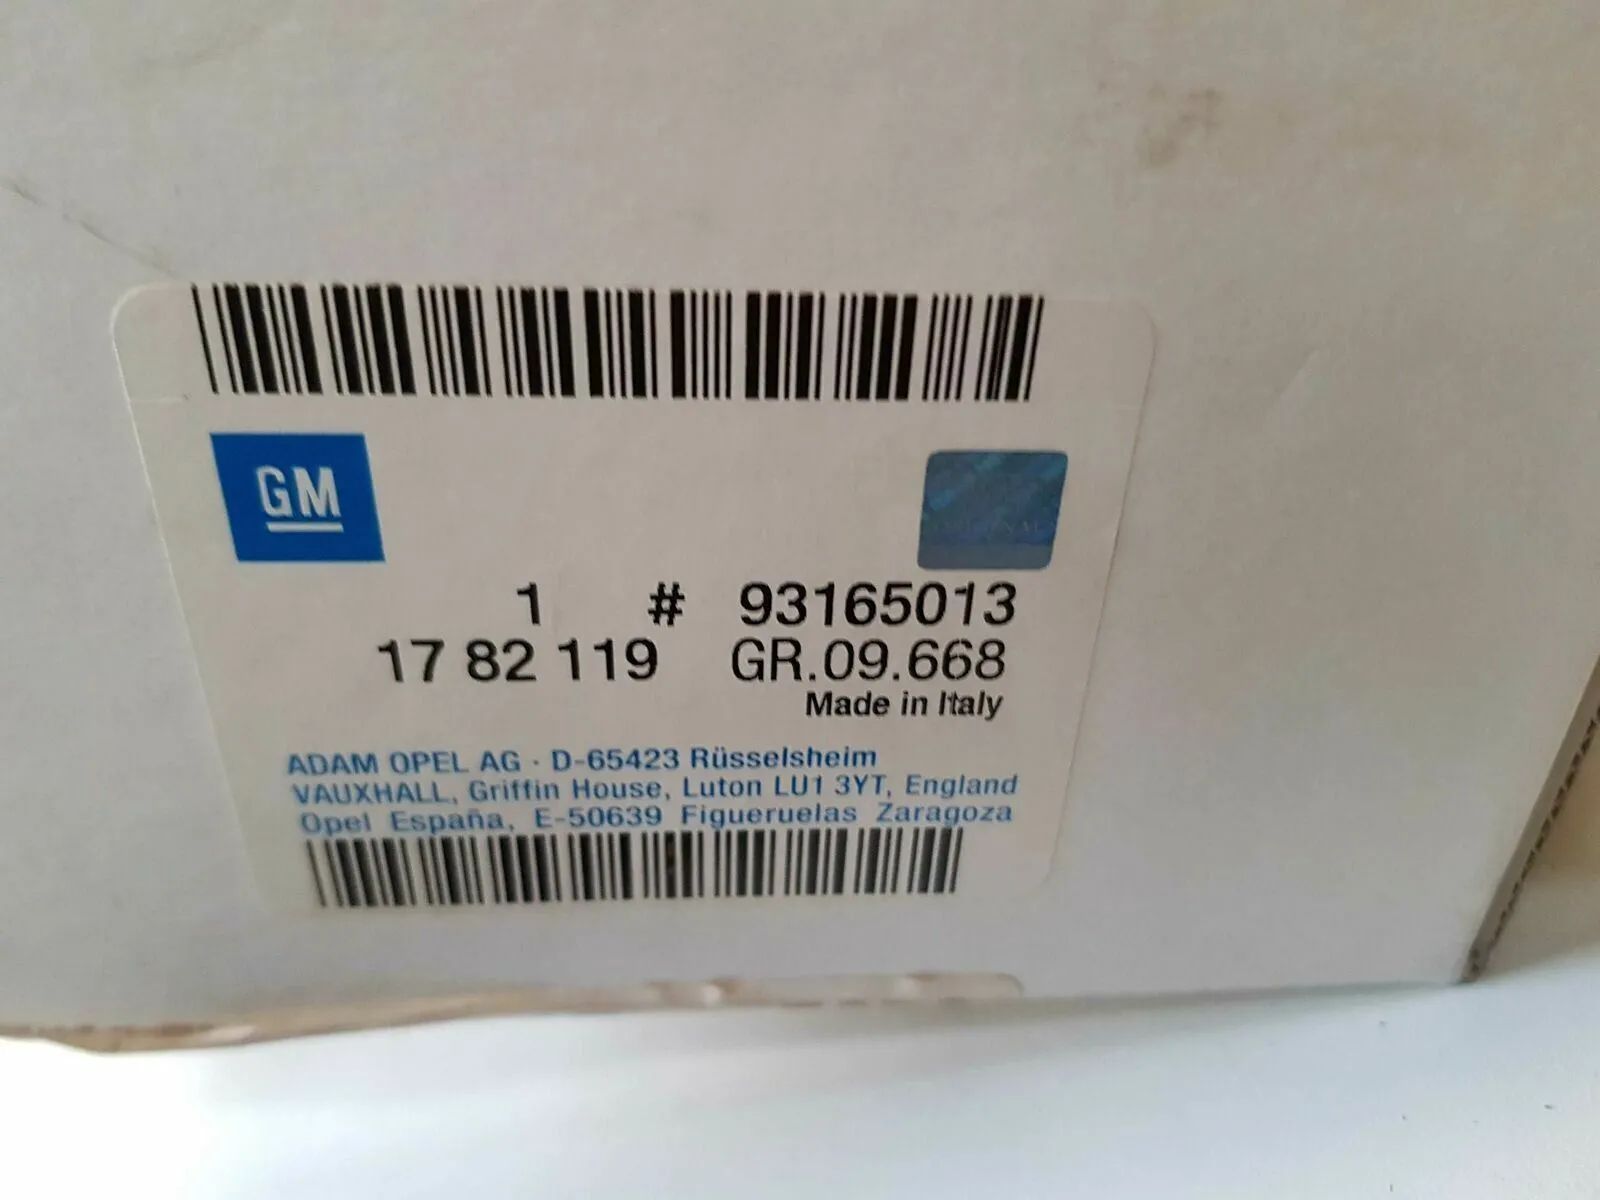 GM
ORIGINAL
1 # 93165013
17 82 119 GR.09.668
Made in Italy
ADAM OPEL AG · D-65423 Rüsselsheim
VAUXHALL, Griffin House, Luton LU1 3YT, England
Opel España, E-50639 Figueruelas Zaragoza